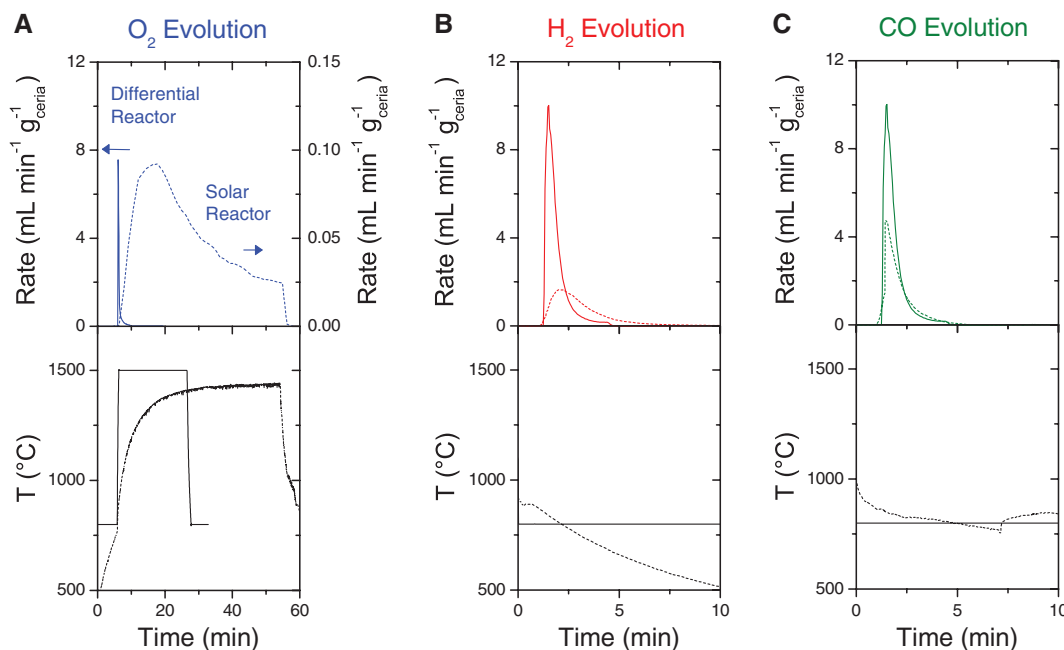 A
O₂ Evolution
12
8
4
0
Rate (mL min⁻¹ g⁻¹ceria)
Differential
Reactor
Solar
Reactor
0.15
0.10
0.05
0.00
Rate (mL min⁻¹ g⁻¹ceria)
1500
1000
500
T (°C)
0
20
40
60
Time (min)
B
H₂ Evolution
12
8
4
0
Rate (mL min⁻¹ g⁻¹ceria)
1500
1000
500
T (°C)
0
5
10
Time (min)
C
CO Evolution
12
8
4
0
Rate (mL min⁻¹ g⁻¹ceria)
1500
1000
500
T (°C)
0
5
10
Time (min)